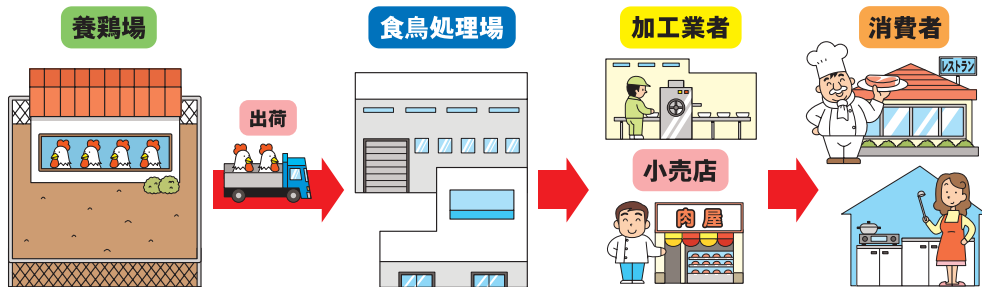 養鶏場
出荷
食鳥処理場
加工業者
小売店
肉屋
消費者
レストラン